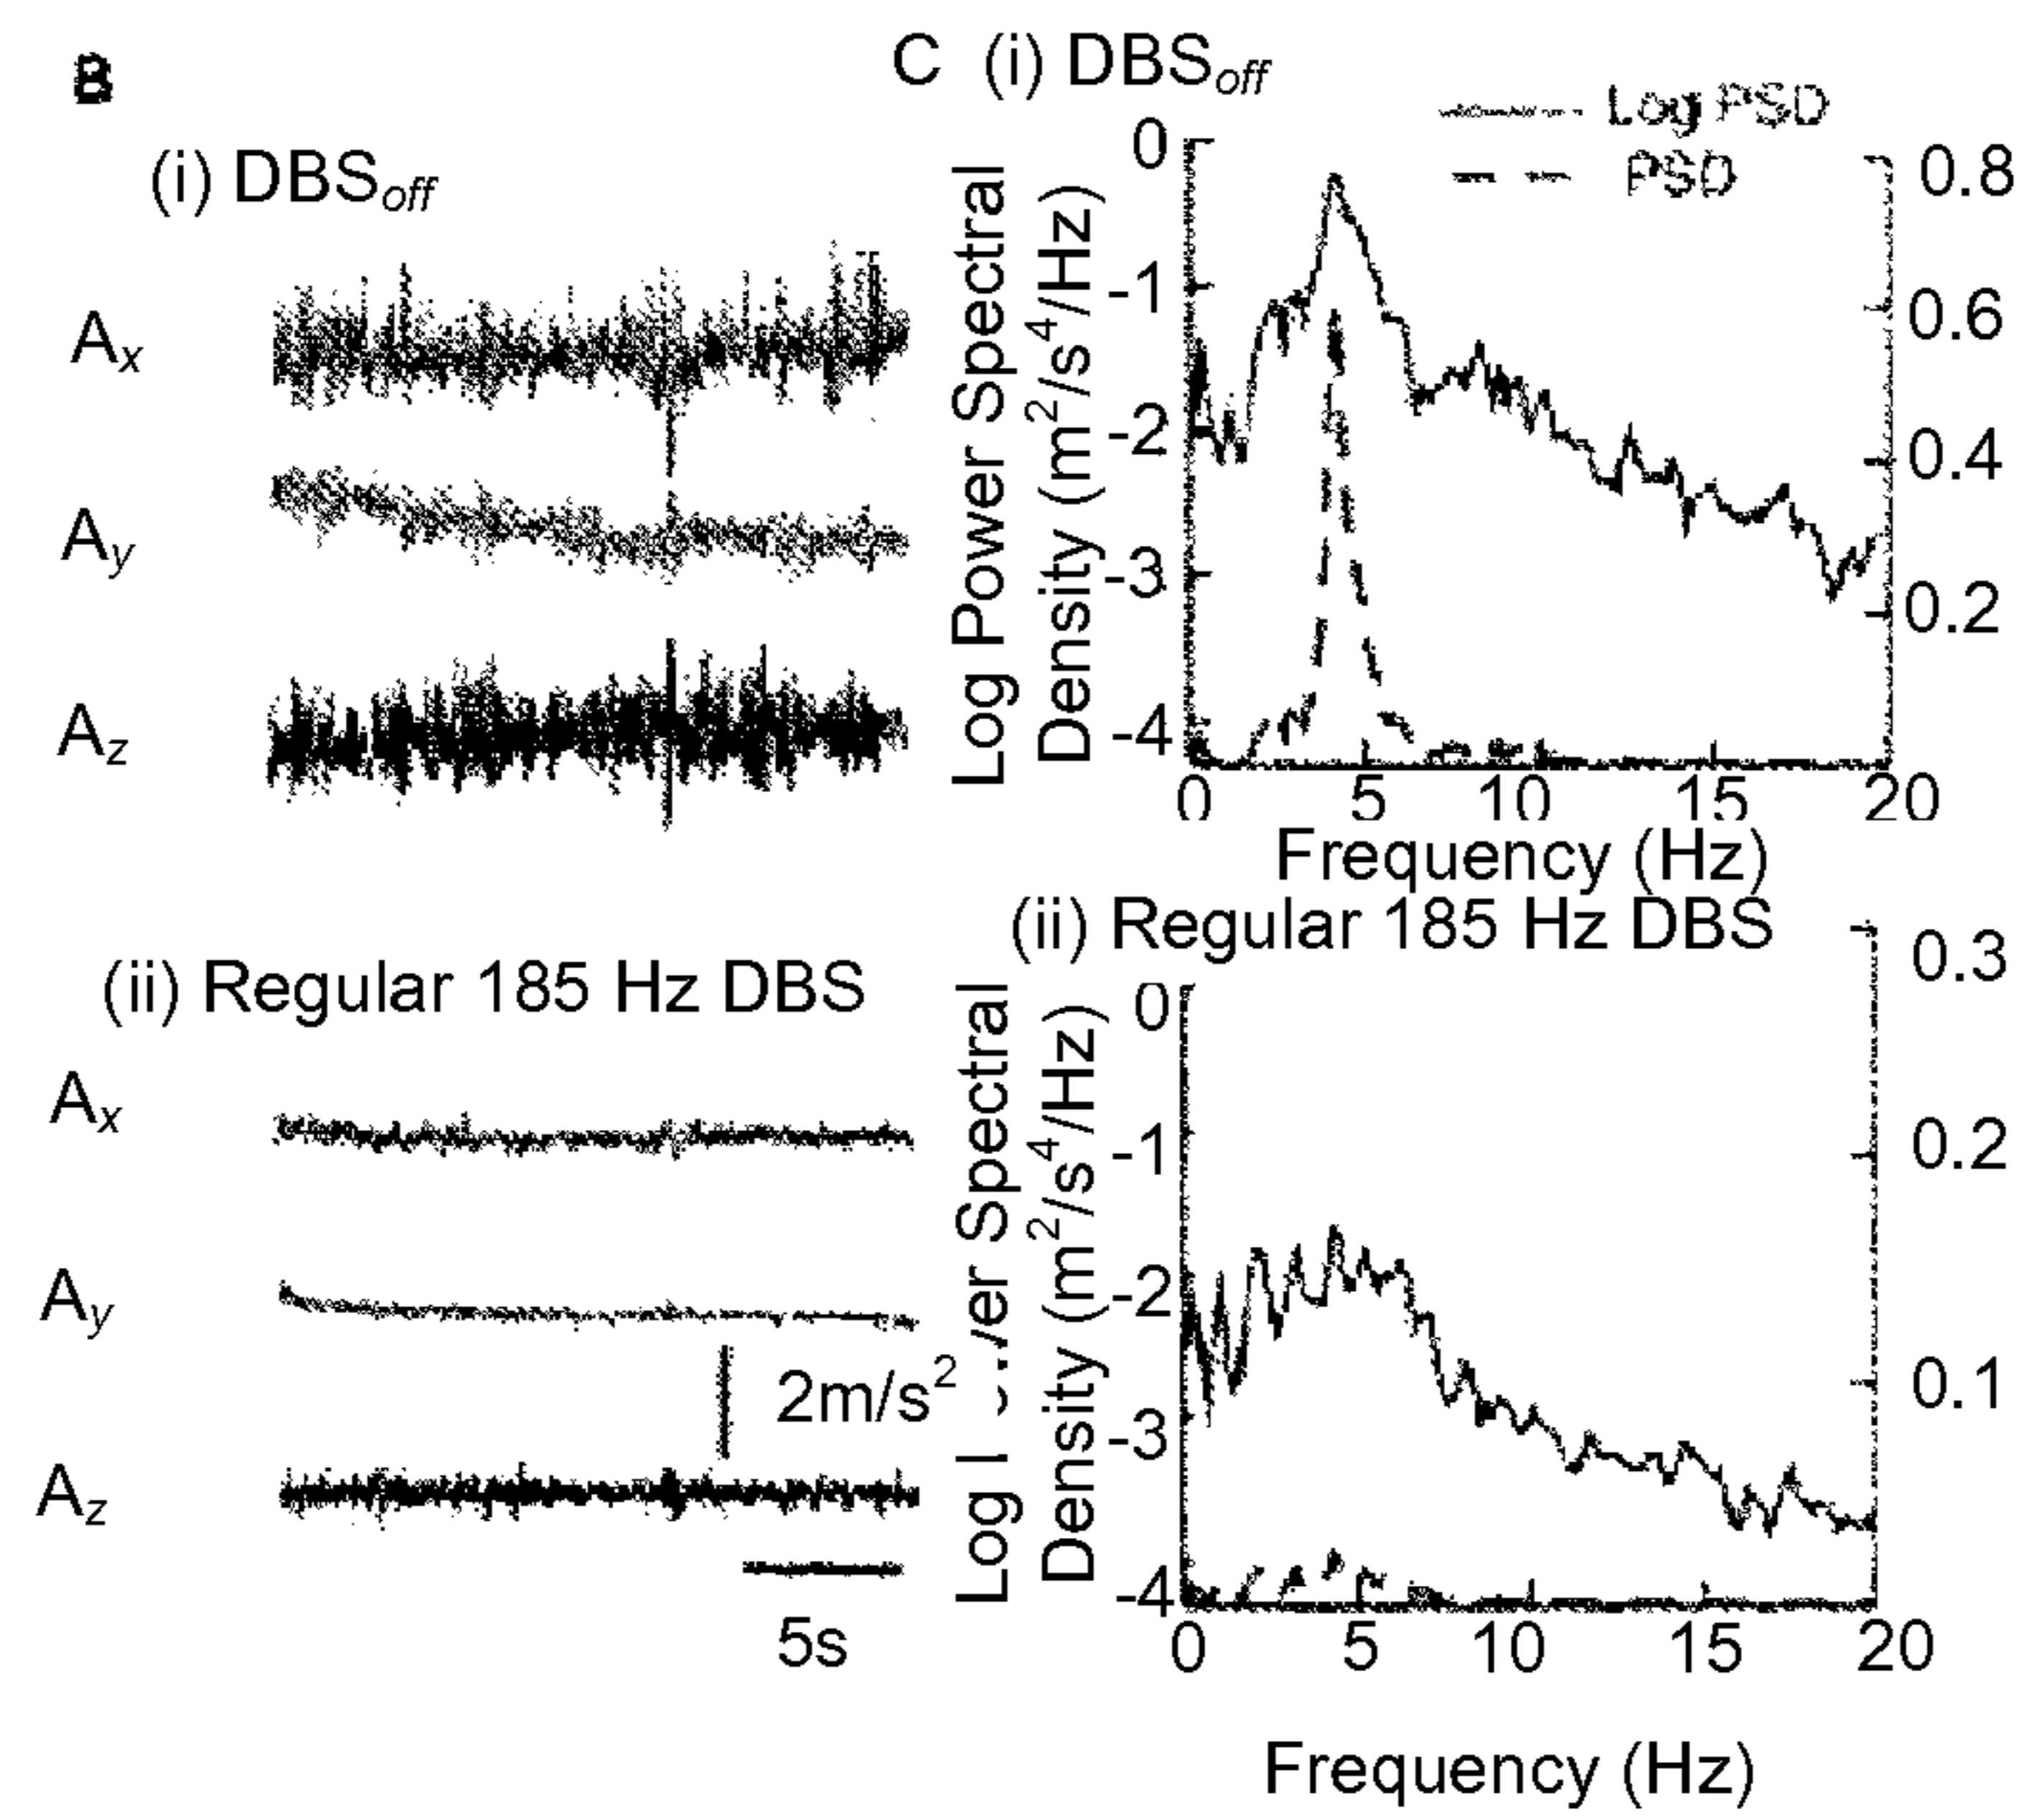 B
(i) DBSoff
Ax
Ay
Az
(ii) Regular 185 Hz DBS
Ax
Ay
2m/s²
Az
5s
C (i) DBSoff
Log PSD
PSD
Log Power Spectral
Density (m²/s⁴/Hz)
0
-1
-2
-3
-4
0.8
0.6
0.4
0.2
0 5 10 15 20
Frequency (Hz)
(ii) Regular 185 Hz DBS
Log Spectral
Density (m²/s⁴/Hz)
0
-1
-2
-3
-4
0.3
0.2
0.1
0 5 10 15 20
Frequency (Hz)